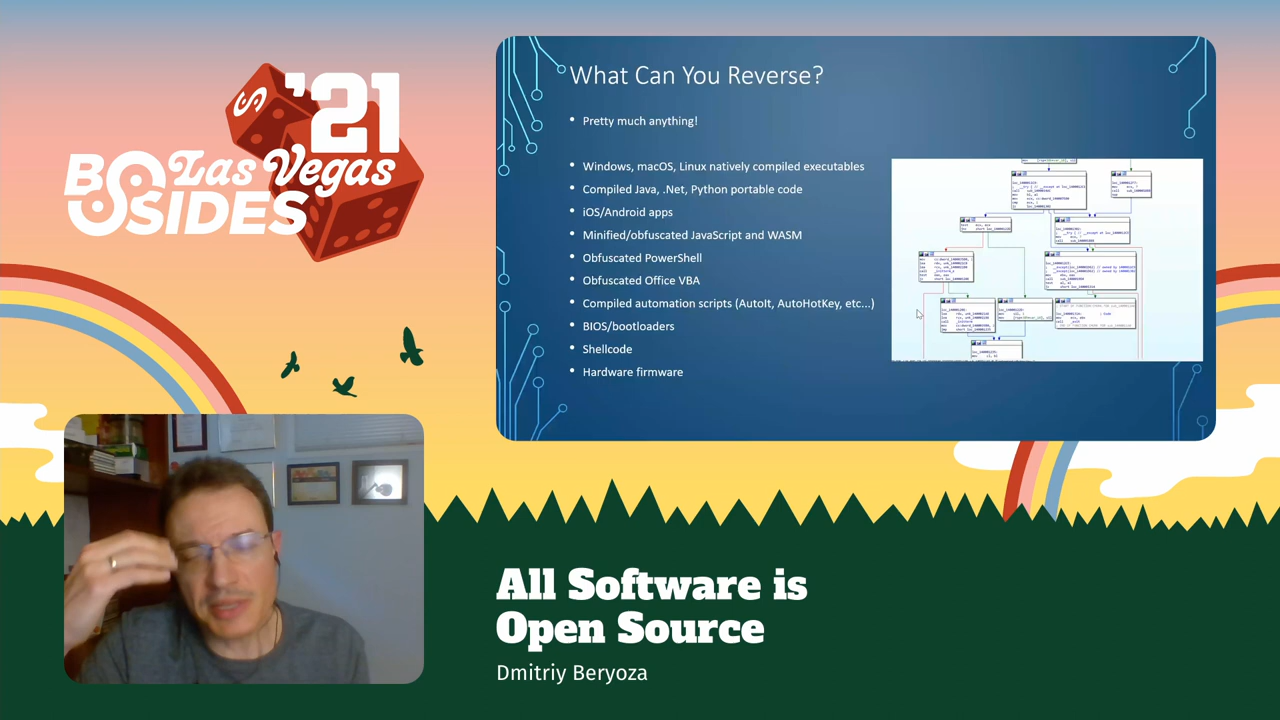 '21
BSIDES
Las Vegas
What Can You Reverse?
Pretty much anything!
Windows, macOS, Linux natively compiled executables
Compiled Java, .Net, Python portable code
iOS/Android apps
Minified/obfuscated JavaScript and WASM
Obfuscated PowerShell
Obfuscated Office VBA
Compiled automation scripts (AutoIt, AutoHotKey, etc...)
BIOS/bootloaders
Shellcode
Hardware firmware
All Software is
Open Source
Dmitriy Beryoza